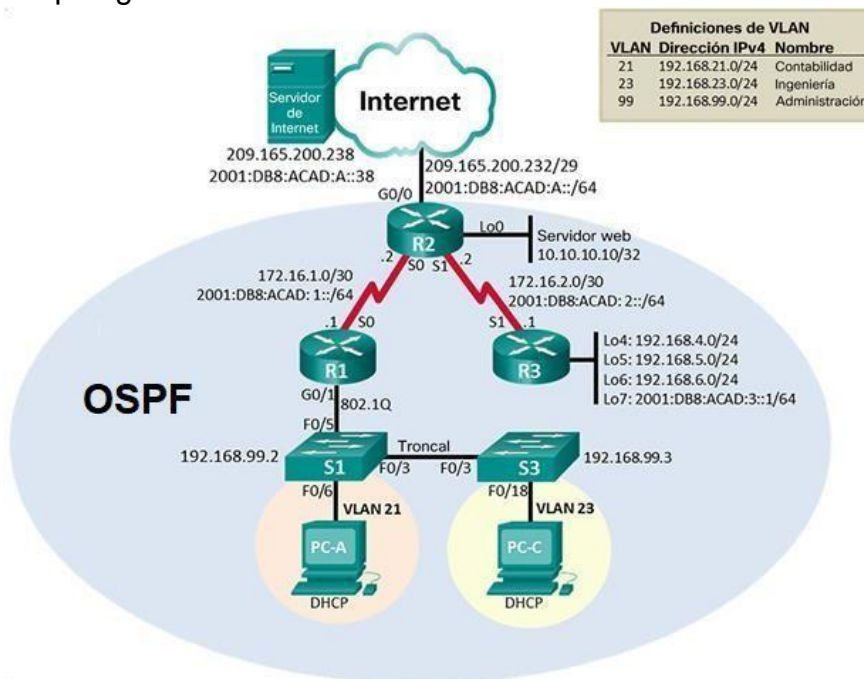 Definiciones de VLAN
VLAN Dirección IPv4 Nombre
21 192.168.21.0/24 Contabilidad
23 192.168.23.0/24 Ingeniería
99 192.168.99.0/24 Administración
Servidor
de
Internet
Internet
209.165.200.238
2001:DB8:ACAD:A::38
209.165.200.232/29
2001:DB8:ACAD:A::/64
G0/0
R2
Lo0
Servidor web
10.10.10.10/32
.2
S0
S1
.2
172.16.1.0/30
2001:DB8:ACAD: 1::/64
172.16.2.0/30
2001:DB8:ACAD: 2::/64
.1
S0
S1
.1
R1
R3
Lo4: 192.168.4.0/24
Lo5: 192.168.5.0/24
Lo6: 192.168.6.0/24
Lo7: 2001:DB8:ACAD:3::1/64
OSPF
G0/1
802.1Q
F0/5
192.168.99.2
S1
Troncal
F0/3
F0/3
S3
192.168.99.3
F0/6
F0/18
VLAN 21
VLAN 23
PC-A
PC-C
DHCP
DHCP